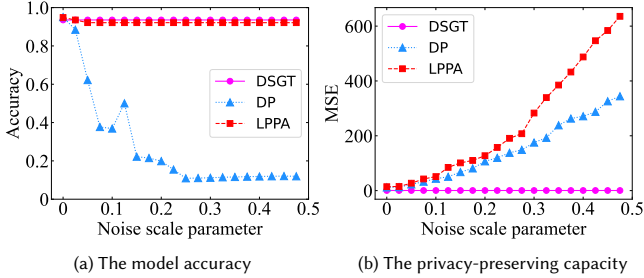 1.0
0.8
0.6
0.4
0.2
0.0
Accuracy
DSGT
DP
LPPA
0 0.1 0.2 0.3 0.4 0.5
Noise scale parameter
(a) The model accuracy
600
400
200
0
MSE
DSGT
DP
LPPA
0 0.1 0.2 0.3 0.4 0.5
Noise scale parameter
(b) The privacy-preserving capacity